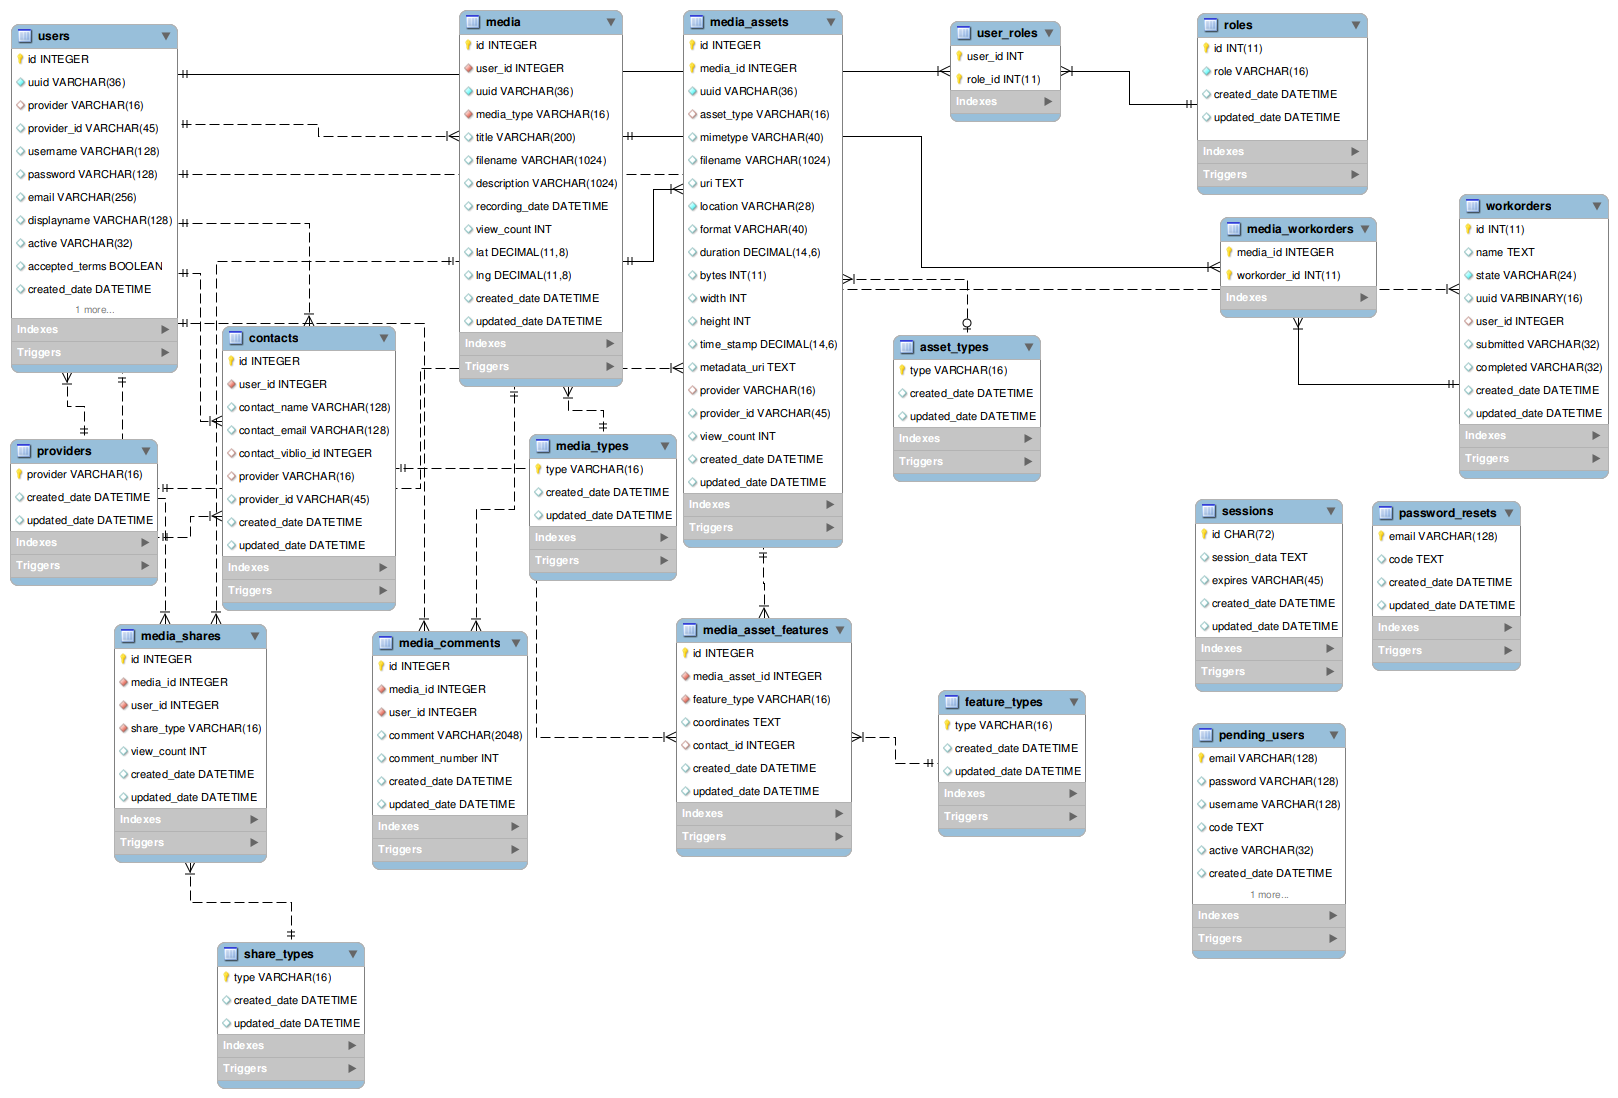 users
id INTEGER
uuid VARCHAR(36)
provider VARCHAR(16)
provider_id VARCHAR(45)
username VARCHAR(128)
password VARCHAR(128)
email VARCHAR(256)
displayname VARCHAR(128)
active VARCHAR(32)
accepted_terms BOOLEAN
created_date DATETIME
1 more...
Indexes
Triggers
media
id INTEGER
user_id INTEGER
uuid VARCHAR(36)
media_type VARCHAR(16)
title VARCHAR(200)
filename VARCHAR(1024)
description VARCHAR(1024)
recording_date DATETIME
view_count INT
lat DECIMAL(11,8)
lng DECIMAL(11,8)
created_date DATETIME
updated_date DATETIME
Indexes
Triggers
media_assets
id INTEGER
media_id INTEGER
uuid VARCHAR(36)
asset_type VARCHAR(16)
mimetype VARCHAR(40)
filename VARCHAR(1024)
uri TEXT
location VARCHAR(28)
format VARCHAR(40)
duration DECIMAL(14,6)
bytes INT(11)
width INT
height INT
time_stamp DECIMAL(14,6)
metadata_uri TEXT
provider VARCHAR(16)
provider_id VARCHAR(45)
view_count INT
created_date DATETIME
updated_date DATETIME
Indexes
Triggers
user_roles
user_id INT
role_id INT(11)
Indexes
roles
id INT(11)
role VARCHAR(16)
created_date DATETIME
updated_date DATETIME
Indexes
Triggers
media_workorders
media_id INTEGER
workorder_id INT(11)
Indexes
workorders
id INT(11)
name TEXT
state VARCHAR(24)
uuid VARBINARY(16)
user_id INTEGER
submitted VARCHAR(32)
completed VARCHAR(32)
created_date DATETIME
updated_date DATETIME
Indexes
Triggers
contacts
id INTEGER
user_id INTEGER
contact_name VARCHAR(128)
contact_email VARCHAR(128)
contact_viblio_id INTEGER
provider VARCHAR(16)
provider_id VARCHAR(45)
created_date DATETIME
updated_date DATETIME
Indexes
Triggers
asset_types
type VARCHAR(16)
created_date DATETIME
updated_date DATETIME
Indexes
Triggers
providers
provider VARCHAR(16)
created_date DATETIME
updated_date DATETIME
Indexes
Triggers
media_types
type VARCHAR(16)
created_date DATETIME
updated_date DATETIME
Indexes
Triggers
sessions
id CHAR(72)
session_data TEXT
expires VARCHAR(45)
created_date DATETIME
updated_date DATETIME
Indexes
Triggers
password_resets
email VARCHAR(128)
code TEXT
created_date DATETIME
updated_date DATETIME
Indexes
Triggers
media_shares
id INTEGER
media_id INTEGER
user_id INTEGER
share_type VARCHAR(16)
view_count INT
created_date DATETIME
updated_date DATETIME
Indexes
Triggers
media_comments
id INTEGER
media_id INTEGER
user_id INTEGER
comment VARCHAR(2048)
comment_number INT
created_date DATETIME
updated_date DATETIME
Indexes
Triggers
media_asset_features
id INTEGER
media_asset_id INTEGER
feature_type VARCHAR(16)
coordinates TEXT
contact_id INTEGER
created_date DATETIME
updated_date DATETIME
Indexes
Triggers
feature_types
type VARCHAR(16)
created_date DATETIME
updated_date DATETIME
Indexes
Triggers
pending_users
email VARCHAR(128)
password VARCHAR(128)
username VARCHAR(128)
code TEXT
active VARCHAR(32)
created_date DATETIME
1 more...
Indexes
Triggers
share_types
type VARCHAR(16)
created_date DATETIME
updated_date DATETIME
Indexes
Triggers